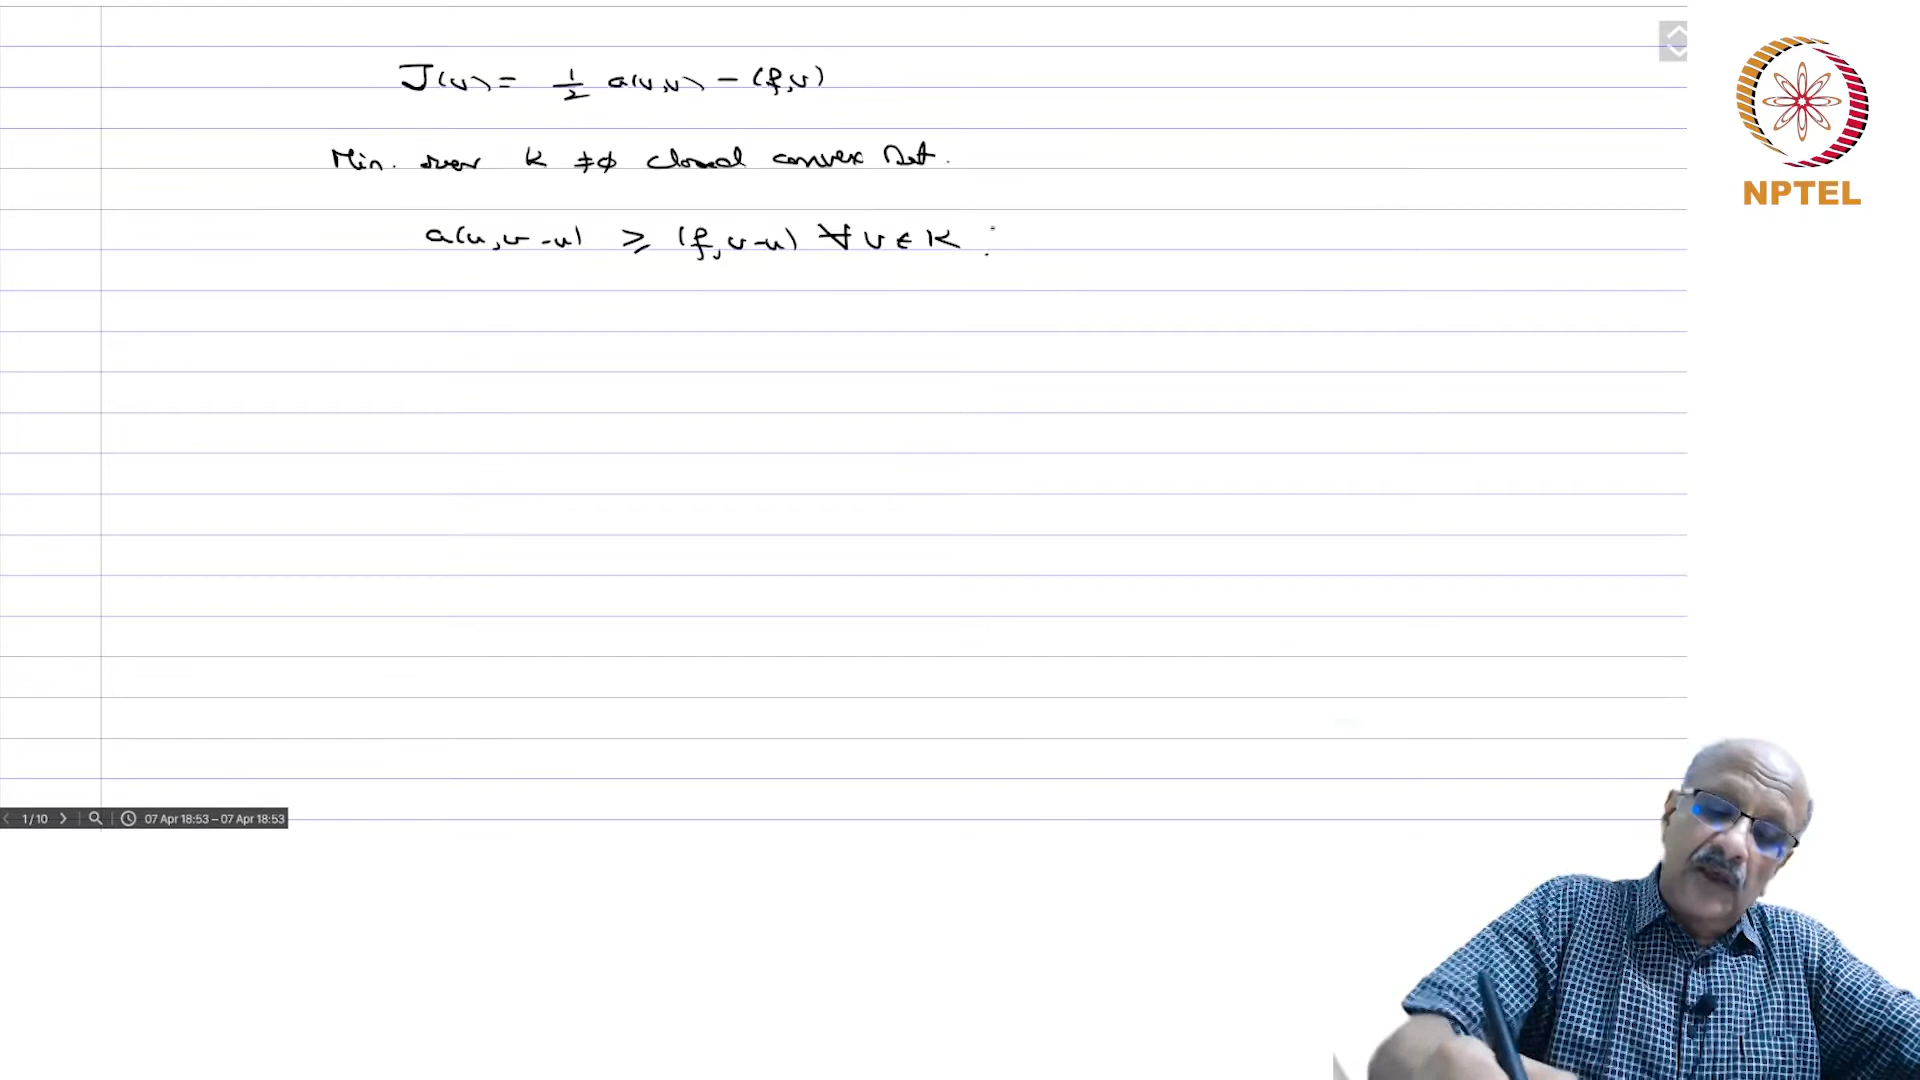 J(v) = 1/2 a(v,v) - (f,v)
Min. over K ≠ ϕ closed convex set.
a(u,v-u) ≥ (f,v-u) ∀ v ∈ K :
NPTEL
1/10 07 Apr 18:53 – 07 Apr 18:53